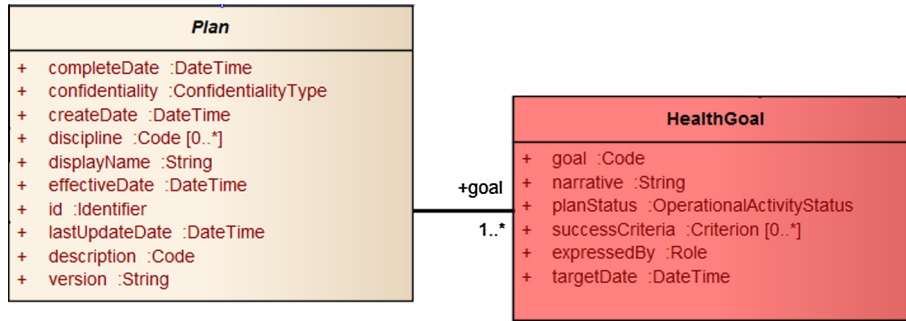 Plan
+ completeDate :DateTime
+ confidentiality :ConfidentialityType
+ createDate :DateTime
+ discipline :Code [0..*]
+ displayName :String
+ effectiveDate :DateTime
+ id :Identifier
+ lastUpdateDate :DateTime
+ description :Code
+ version :String
+goal
1..*
HealthGoal
+ goal :Code
+ narrative :String
+ planStatus :OperationalActivityStatus
+ successCriteria :Criterion [0..*]
+ expressedBy :Role
+ targetDate :DateTime